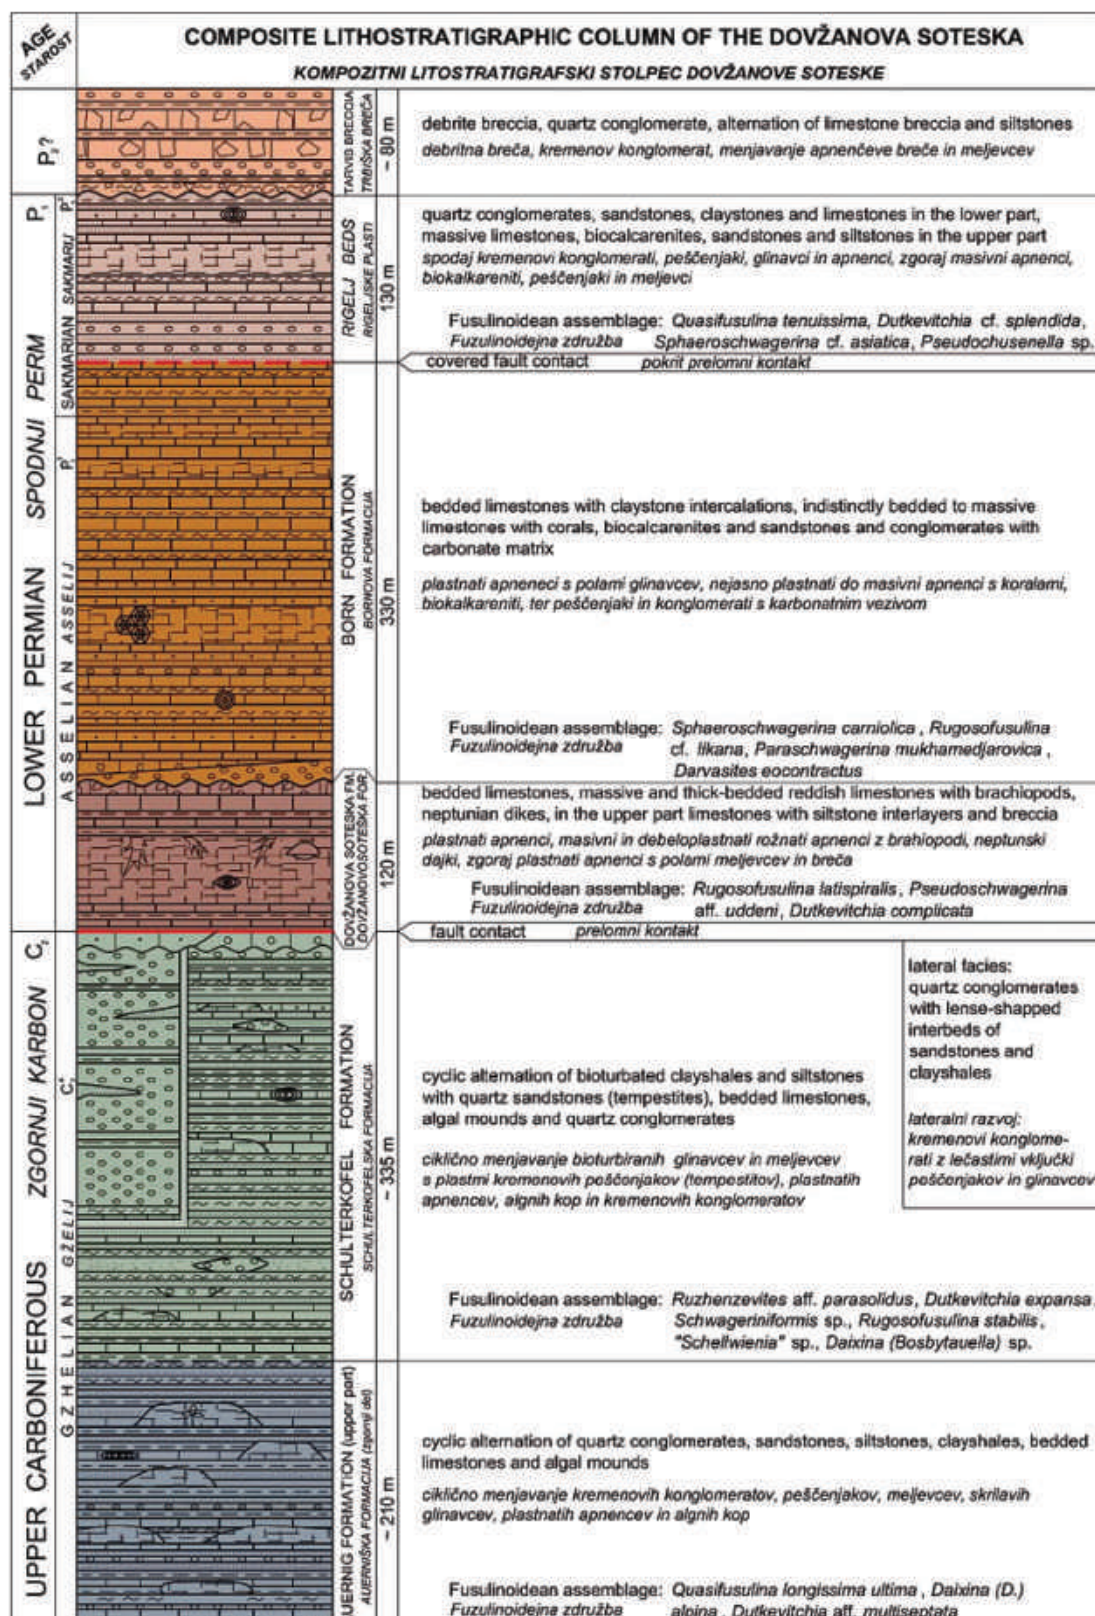 AGE
STAROST
COMPOSITE LITHOSTRATIGRAPHIC COLUMN OF THE DOVŽANOVA SOTESKA
KOMPOZITNI LITOSTRATIGRAFSKI STOLPEC DOVŽANOVE SOTESKE
P₂?
TARVIS BRECCIA
TRBIŠKA BREČA
~ 80 m
debrite breccia, quartz conglomerate, alternation of limestone breccia and siltstones
debritna breča, kremenov konglomerat, menjavanje apnenčeve breče in meljevcev
LOWER PERMIAN SPODNJI PERM P₁
SAKMARIAN SAKMARIJ
RIGELJ BEDS
RIGELJSKE PLASTI
130 m
quartz conglomerates, sandstones, claystones and limestones in the lower part,
massive limestones, biocalcarenites, sandstones and siltstones in the upper part
spodaj kremenovi konglomerati, peščenjaki, glinavci in apnenci, zgoraj masivni apnenci,
biokalkareniti, peščenjaki in meljevci
Fusulinoidean assemblage: Quasifusulina tenuissima, Dutkevitchia cf. splendida,
Fuzulinoidejna združba Sphaeroschwagerina cf. asiatica, Pseudochusenella sp.
covered fault contact pokrit prelomni kontakt
ASSELIAN ASSELIJ
BORN FORMATION
BORNOVA FORMACIJA
330 m
bedded limestones with claystone intercalations, indistinctly bedded to massive
limestones with corals, biocalcarenites and sandstones and conglomerates with
carbonate matrix
plastnati apneneci s polami glinavcev, nejasno plastnati do masivni apnenci s koralami,
biokalkareniti, ter peščenjaki in konglomerati s karbonatnim vezivom
Fusulinoidean assemblage: Sphaeroschwagerina carniolica , Rugosofusulina
Fuzulinoidejna združba cf. likana, Paraschwagerina mukhamedjarovica ,
Darvasites eocontractus
DOVŽANOVA SOTESKA FM.
DOVŽANOVOSOTEŠKA FOR.
120 m
bedded limestones, massive and thick-bedded reddish limestones with brachiopods,
neptunian dikes, in the upper part limestones with siltstone interlayers and breccia
plastnati apnenci, masivni in debeloplastnati rožnati apnenci z brahiopodi, neptunski
dajki, zgoraj plastnati apnenci s polami meljevcev in breča
Fusulinoidean assemblage: Rugosofusulina latispiralis, Pseudoschwagerina
Fuzulinoidejna združba aff. uddeni, Dutkevitchia complicata
fault contact prelomni kontakt
UPPER CARBONIFEROUS ZGORNJI KARBON C₂
GZHELIAN GŽELIJ
SCHULTERKOFEL FORMATION
SCHULTERKOFELSKA FORMACIJA
~ 335 m
lateral facies:
quartz conglomerates
with lense-shapped
interbeds of
sandstones and
clayshales
lateralni razvoj:
kremenovi konglome-
rati z lečastimi vključki
peščenjakov in glinavcev
cyclic alternation of bioturbated clayshales and siltstones
with quartz sandstones (tempestites), bedded limestones,
algal mounds and quartz conglomerates
ciklično menjavanje bioturbiranih glinavcev in meljevcev
s plastmi kremenovih peščenjakov (tempestitov), plastnatih
apnencev, algnih kop in kremenovih konglomeratov
Fusulinoidean assemblage: Ruzhenzevites aff. parasolidus, Dutkevitchia expansa,
Fuzulinoidejna združba Schwageriniformis sp., Rugosofusulina stabilis,
"Schellwienia" sp., Daixina (Bosbytauella) sp.
UERNIG FORMATION (upper part)
AUERNIŠKA FORMACIJA (zgornji del)
~ 210 m
cyclic alternation of quartz conglomerates, sandstones, siltstones, clayshales, bedded
limestones and algal mounds
ciklično menjavanje kremenovih konglomeratov, peščenjakov, meljevcev, skrilavih
glinavcev, plastnatih apnencev in algnih kop
Fusulinoidean assemblage: Quasifusulina longissima ultima , Daixina (D.)
Fuzulinoidejna združba alpina , Dutkevitchia aff. multiseptata